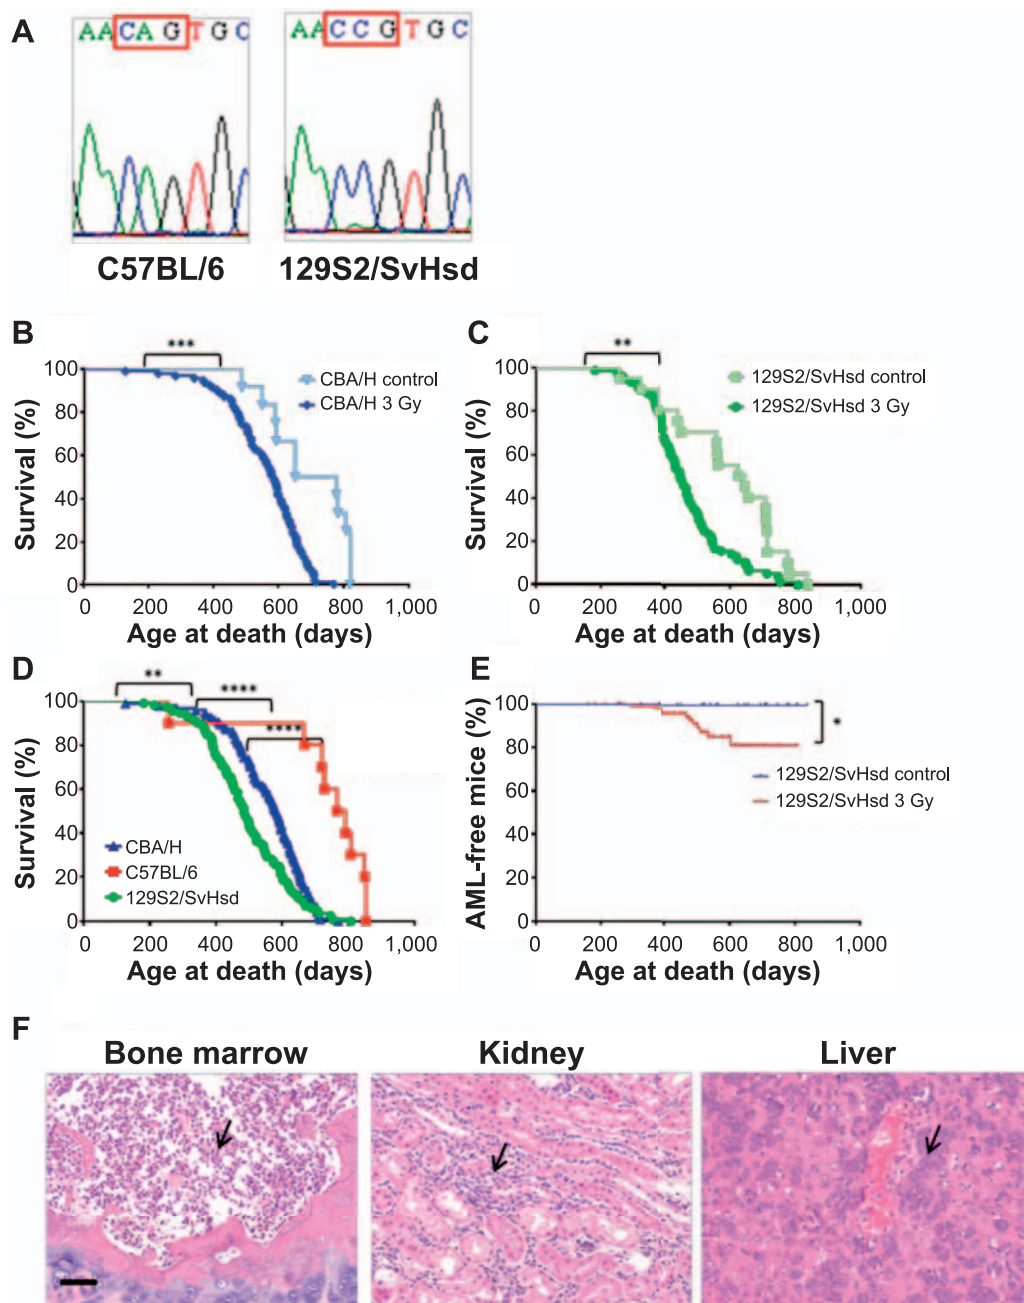 A
AACAGTGC
AACCGTGC
C57BL/6
129S2/SvHsd
B
***
CBA/H control
CBA/H 3 Gy
Survival (%)
100
80
60
40
20
0
0 200 400 600 800 1,000
Age at death (days)
C
**
129S2/SvHsd control
129S2/SvHsd 3 Gy
Survival (%)
100
80
60
40
20
0
0 200 400 600 800 1,000
Age at death (days)
D
**
****
****
CBA/H
C57BL/6
129S2/SvHsd
Survival (%)
100
80
60
40
20
0
0 200 400 600 800 1,000
Age at death (days)
E
*
129S2/SvHsd control
129S2/SvHsd 3 Gy
AML-free mice (%)
100
80
60
40
20
0
0 200 400 600 800 1,000
Age at death (days)
F
Bone marrow
Kidney
Liver